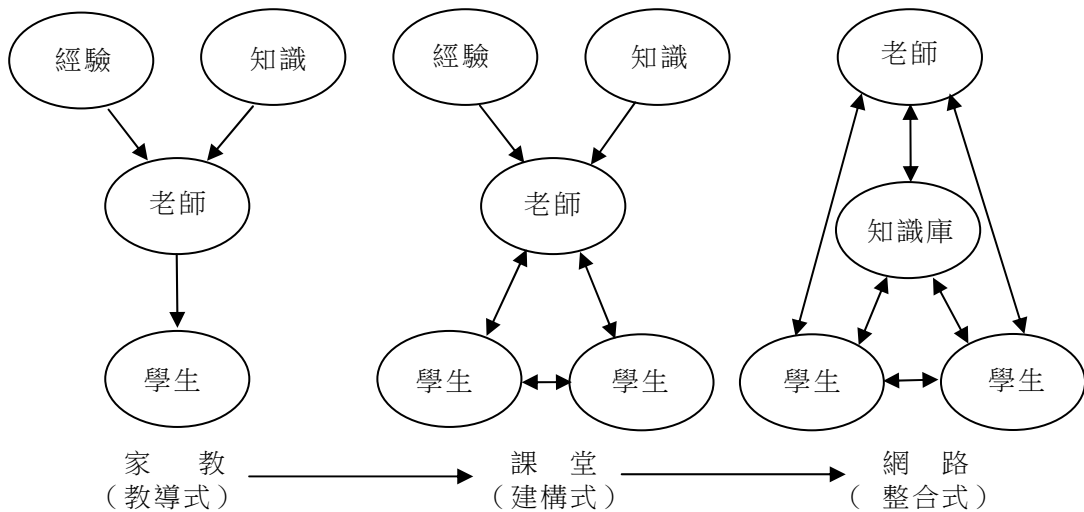 經驗
知識
老師
學生
經驗
知識
老師
學生
學生
老師
知識庫
學生
學生
家 教
（教導式）
課 堂
（建構式）
網 路
（ 整合式）